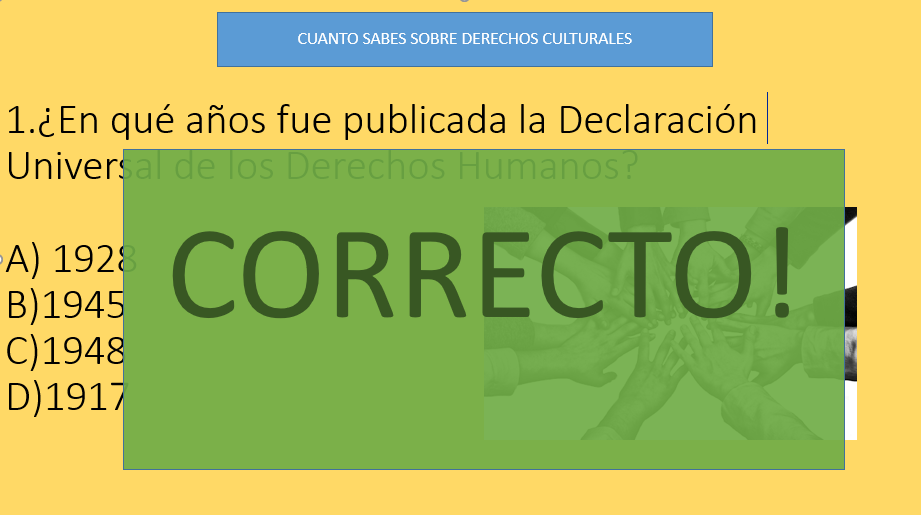 CUANTO SABES SOBRE DERECHOS CULTURALES
1.¿En qué años fue publicada la Declaración
Universal de los Derechos Humanos?
A) 1928
B)1945
C)1948
D)1917
CORRECTO!